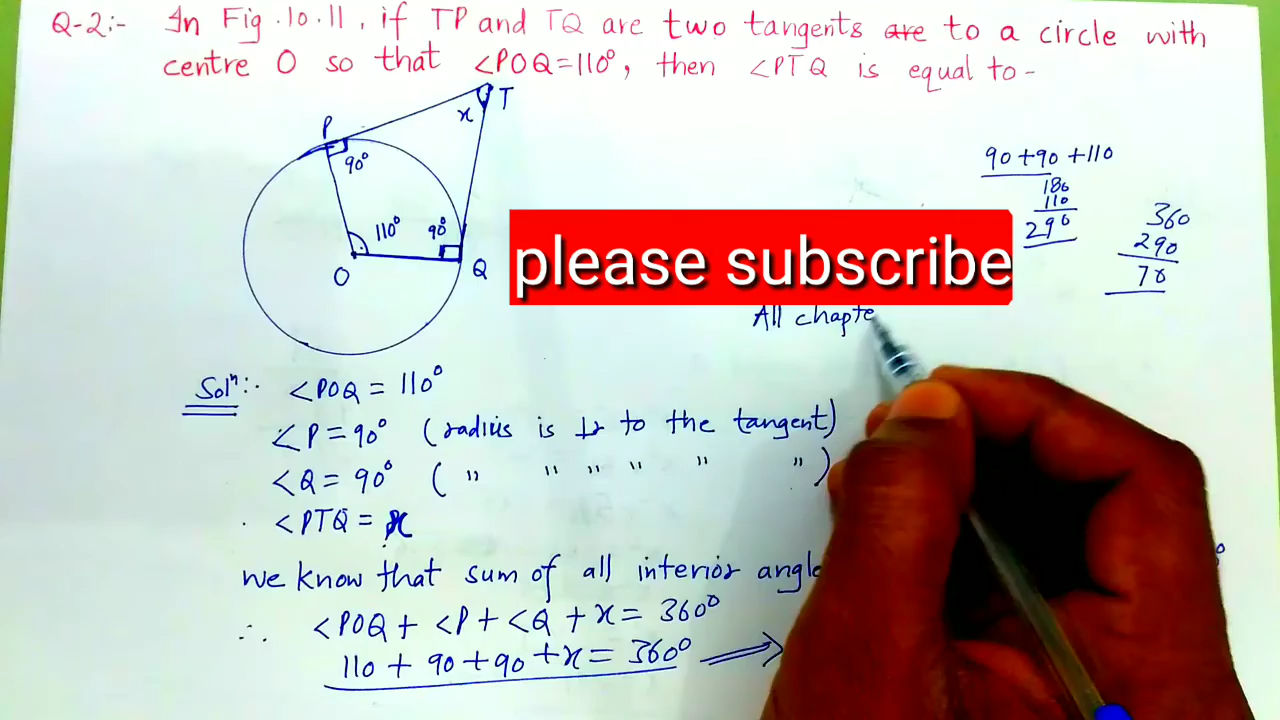 Q-2:- In Fig.10.11, if TP and TQ are two tangents are to a circle with
centre O so that ∠POQ=110°, then ∠PTQ is equal to -
T
x
P
90°
110°
90°
O
Q
90+90+110
180
110
290
360
290
70
please subscribe
All chapte
Solⁿ:- ∠POQ = 110°
∠P = 90° (radius is ⊥r to the tangent)
∠Q = 90° ( " " " " " " )
∠PTQ = x
We know that sum of all interior angle
∴ ∠POQ + ∠P + ∠Q + x = 360°
110 + 90 + 90 + x = 360° ⟹